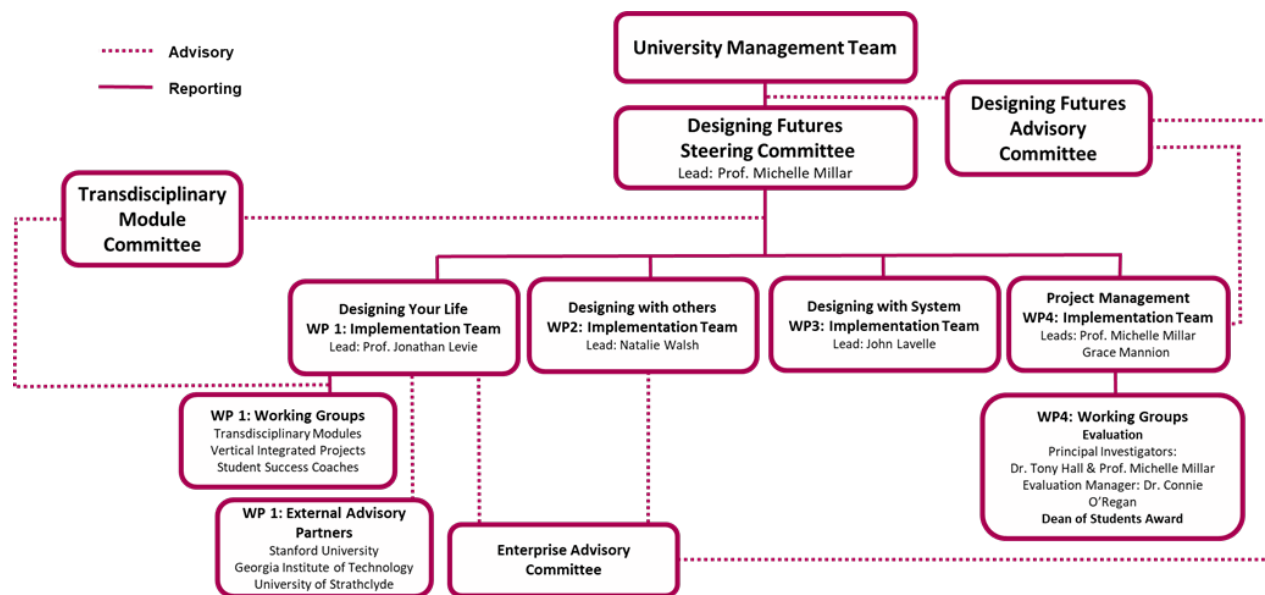 Advisory
Reporting
University Management Team
Designing Futures
Advisory
Committee
Designing Futures
Steering Committee
Lead: Prof. Michelle Millar
Transdisciplinary
Module
Committee
Designing Your Life
WP 1: Implementation Team
Lead: Prof. Jonathan Levie
Designing with others
WP2: Implementation Team
Lead: Natalie Walsh
Designing with System
WP3: Implementation Team
Lead: John Lavelle
Project Management
WP4: Implementation Team
Leads: Prof. Michelle Millar
Grace Mannion
WP 1: Working Groups
Transdisciplinary Modules
Vertical Integrated Projects
Student Success Coaches
WP4: Working Groups
Evaluation
Principal Investigators:
Dr. Tony Hall & Prof. Michelle Millar
Evaluation Manager: Dr. Connie
O’Regan
Dean of Students Award
WP 1: External Advisory
Partners
Stanford University
Georgia Institute of Technology
University of Strathclyde
Enterprise Advisory
Committee